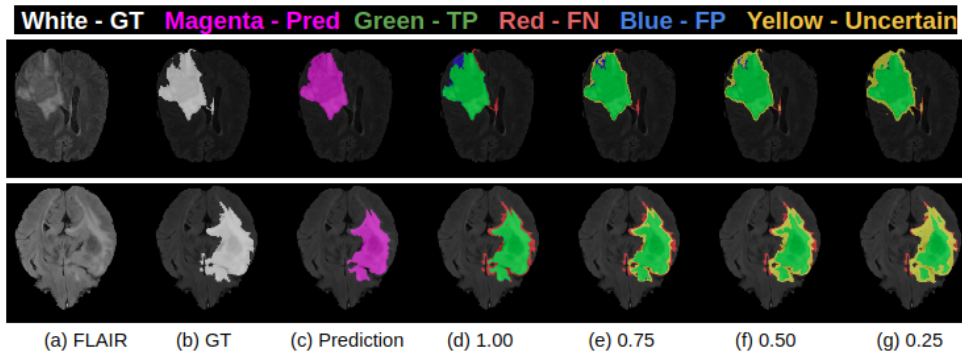 White - GT Magenta - Pred Green - TP Red - FN Blue - FP Yellow - Uncertain
(a) FLAIR (b) GT (c) Prediction (d) 1.00 (e) 0.75 (f) 0.50 (g) 0.25